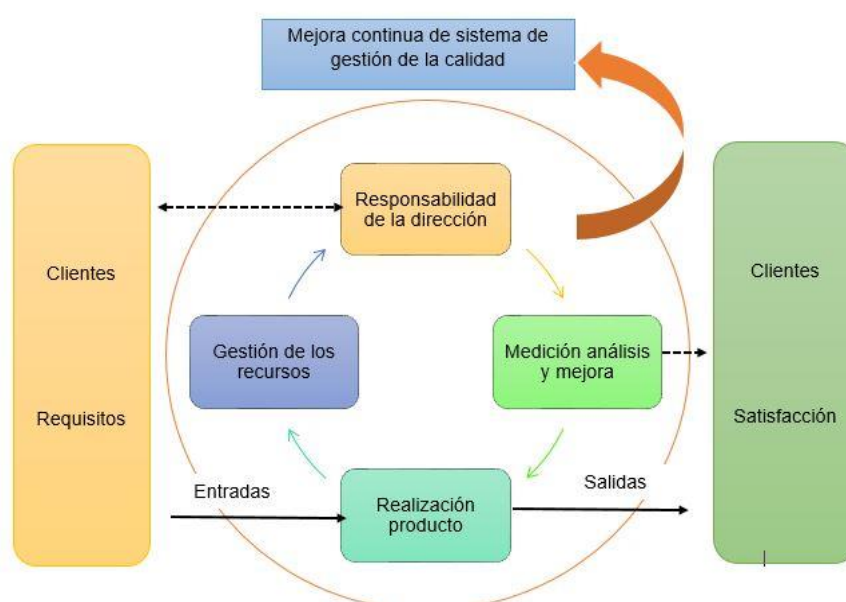 Mejora continua de sistema de
gestión de la calidad
Responsabilidad
de la dirección
Clientes
Requisitos
Gestión de los
recursos
Medición análisis
y mejora
Clientes
Satisfacción
Entradas
Realización
producto
Salidas